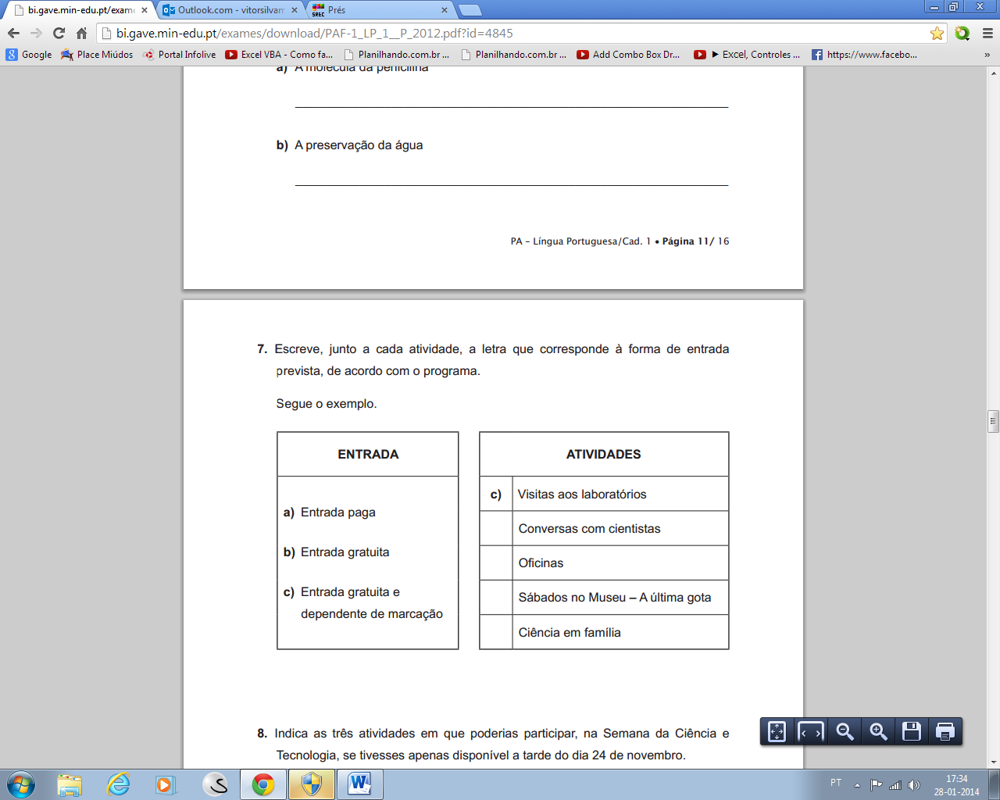 bi.gave.min-edu.pt/exame
Outlook.com - vitorsilvam
SREC Prés
bi.gave.min-edu.pt/exames/download/PAF-1_LP_1__P_2012.pdf?id=4845
Google
Place Miúdos
Portal Infolive
Excel VBA - Como fa...
Planilhando.com.br ...
Planilhando.com.br ...
Add Combo Box Dr...
► Excel, Controles ...
https://www.facebo...
»
a) A molécula da penicilina
b) A preservação da água
PA – Língua Portuguesa/Cad. 1 • Página 11/ 16
7. Escreve, junto a cada atividade, a letra que corresponde à forma de entrada
prevista, de acordo com o programa.
Segue o exemplo.
ENTRADA
a) Entrada paga
b) Entrada gratuita
c) Entrada gratuita e
dependente de marcação
ATIVIDADES
c) Visitas aos laboratórios
Conversas com cientistas
Oficinas
Sábados no Museu – A última gota
Ciência em família
8. Indica as três atividades em que poderias participar, na Semana da Ciência e
Tecnologia, se tivesses apenas disponível a tarde do dia 24 de novembro.
PT
17:34
28-01-2014